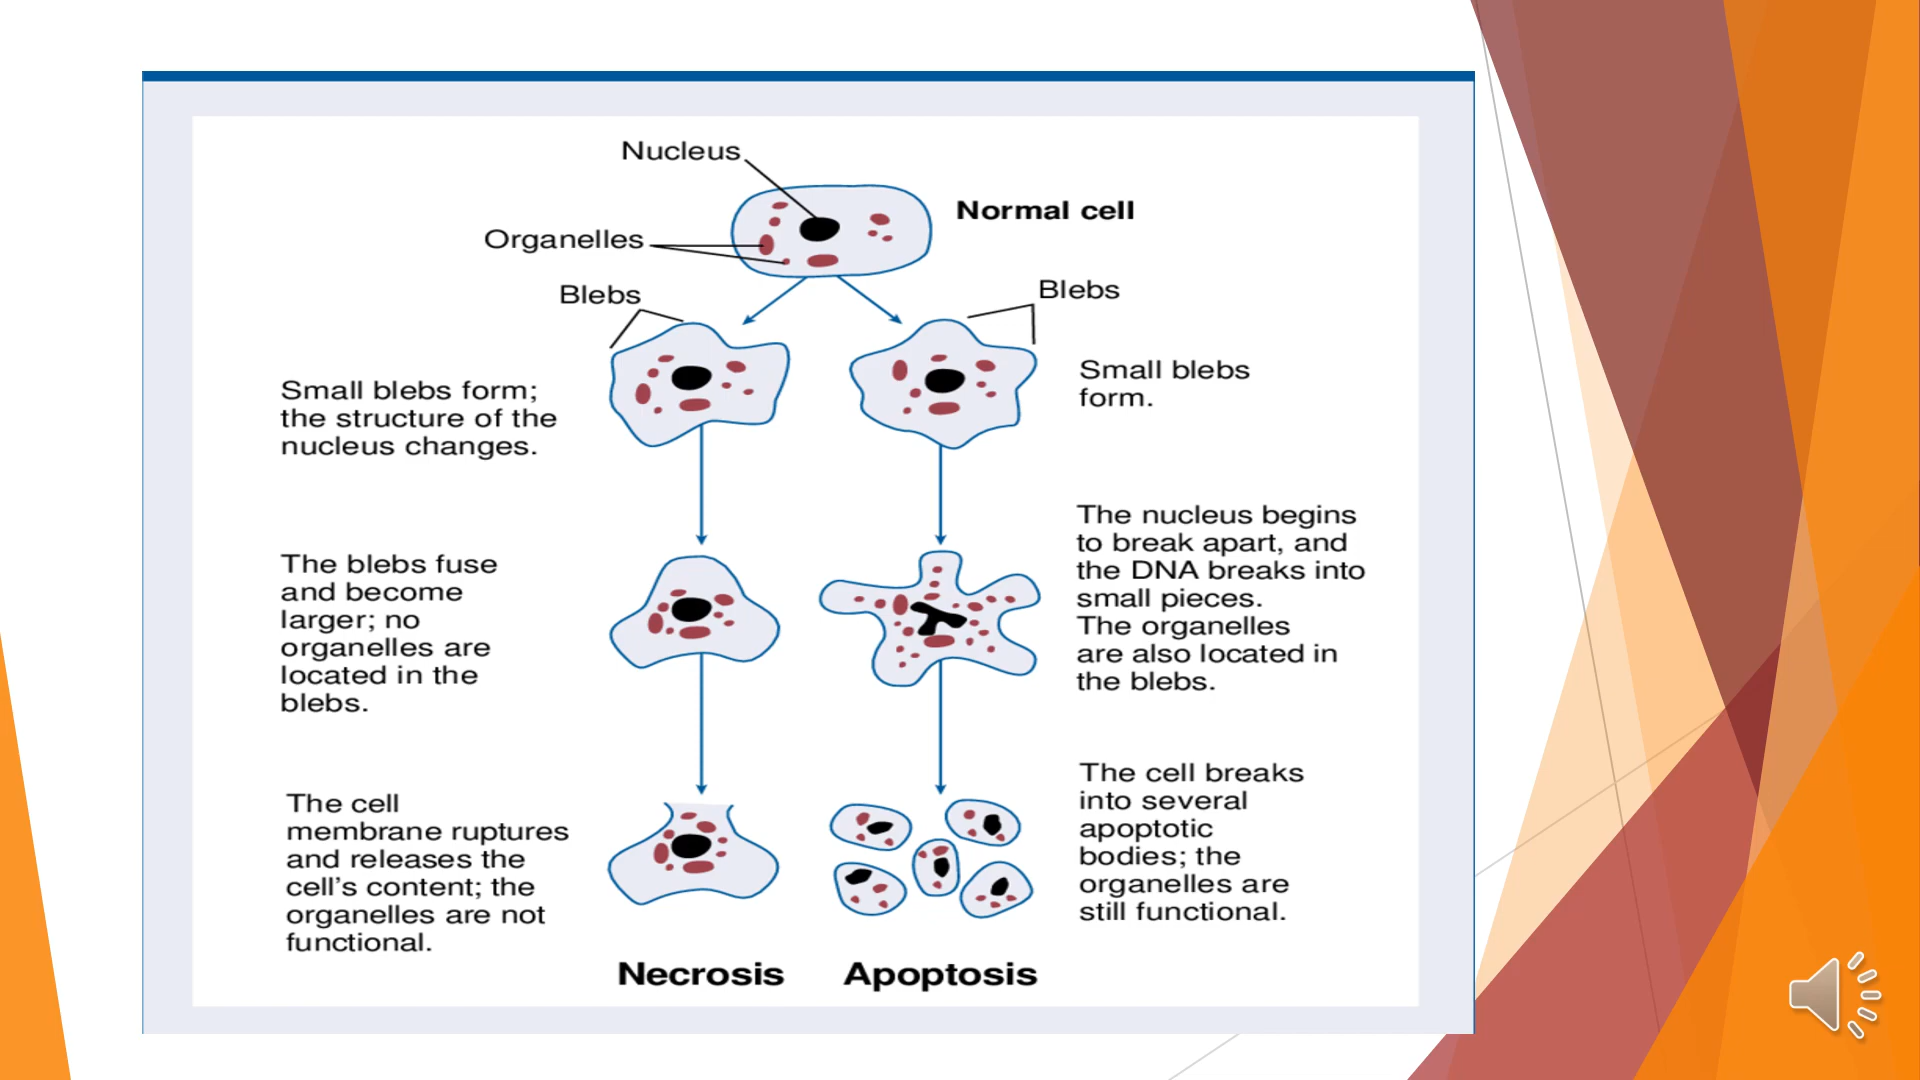 Nucleus
Normal cell
Organelles
Blebs
Blebs
Small blebs form;
the structure of the
nucleus changes.
Small blebs
form.
The blebs fuse
and become
larger; no
organelles are
located in the
blebs.
The nucleus begins
to break apart, and
the DNA breaks into
small pieces.
The organelles
are also located in
the blebs.
The cell
membrane ruptures
and releases the
cell’s content; the
organelles are not
functional.
The cell breaks
into several
apoptotic
bodies; the
organelles are
still functional.
Necrosis
Apoptosis